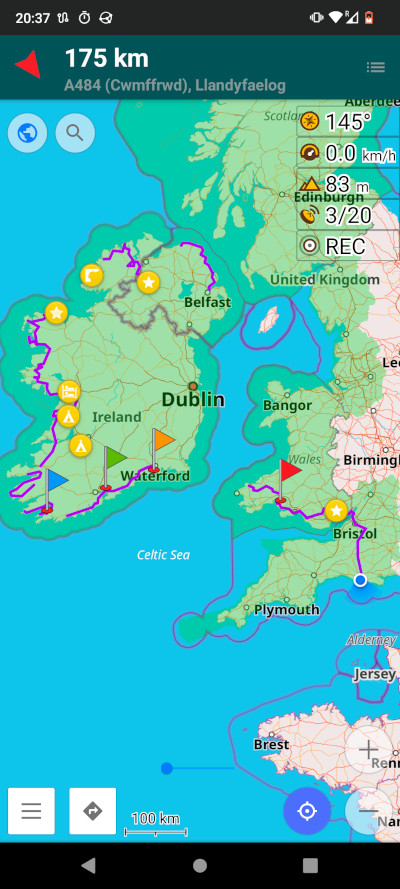 20:37
R
175 km
A484 (Cwmffrwd), Llandyfaelog
Aberdee
Scotla
145°
0.0 km/h
83 m
Edinburgh
3/20
REC
United Kingdom
Belfast
Lee
Dublin
Bangor
Ireland
Wales
Birmingh
Waterford
Bristol
Celtic Sea
Plymouth
Alderney
Jersey
Brest
Renn
100 km
Nan